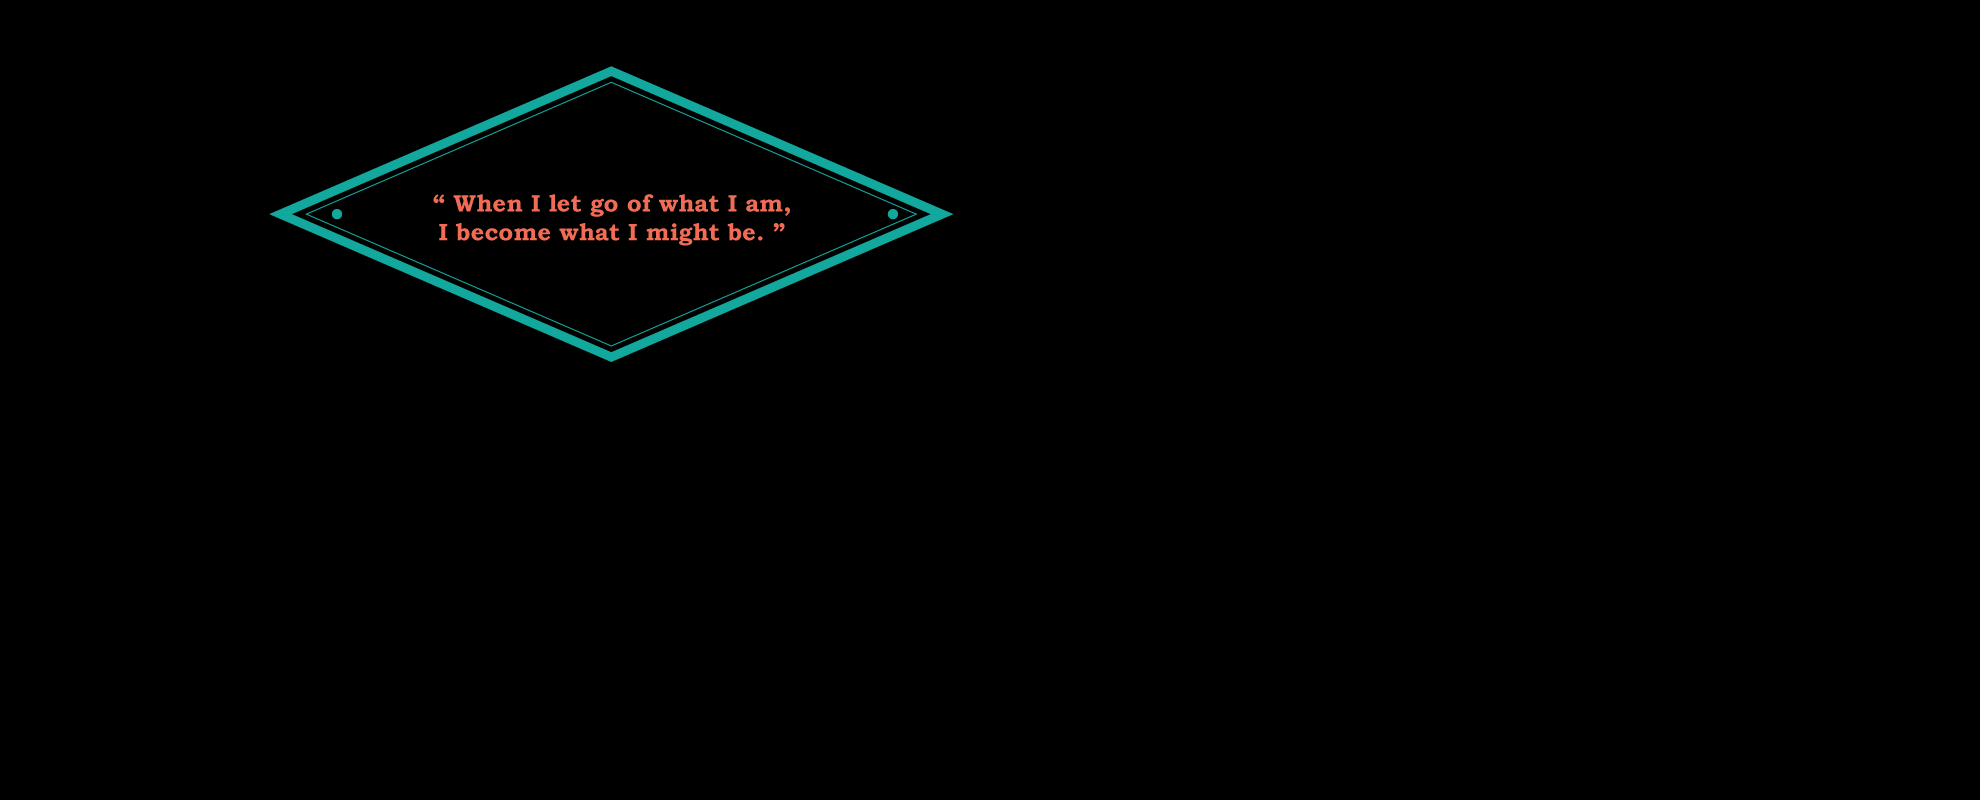 “ When I let go of what I am,
I become what I might be. ”